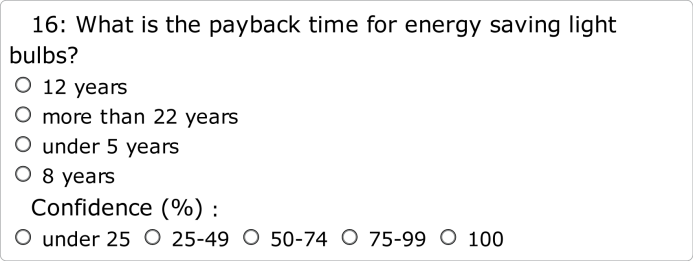 16: What is the payback time for energy saving light
bulbs?
12 years
more than 22 years
under 5 years
8 years
Confidence (%) :
under 25 25-49 50-74 75-99 100